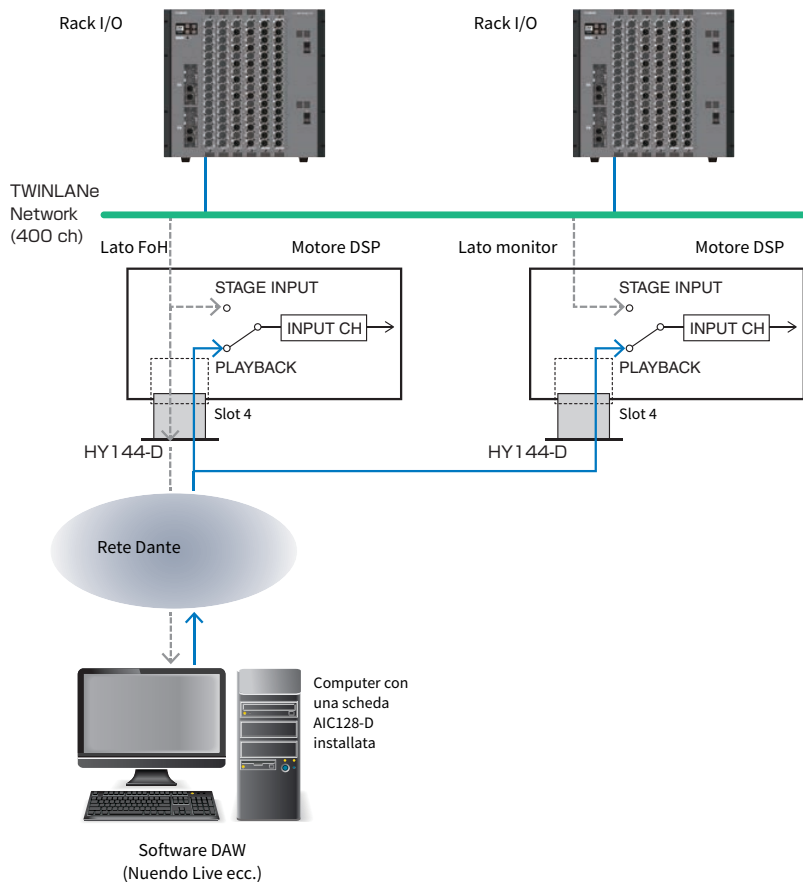 Rack I/O
Rack I/O
TWINLANe
Network
(400 ch)
Lato FoH
Motore DSP
Lato monitor
Motore DSP
STAGE INPUT
INPUT CH
PLAYBACK
STAGE INPUT
INPUT CH
PLAYBACK
Slot 4
Slot 4
HY144-D
HY144-D
Rete Dante
Computer con
una scheda
AIC128-D
installata
Software DAW
(Nuendo Live ecc.)